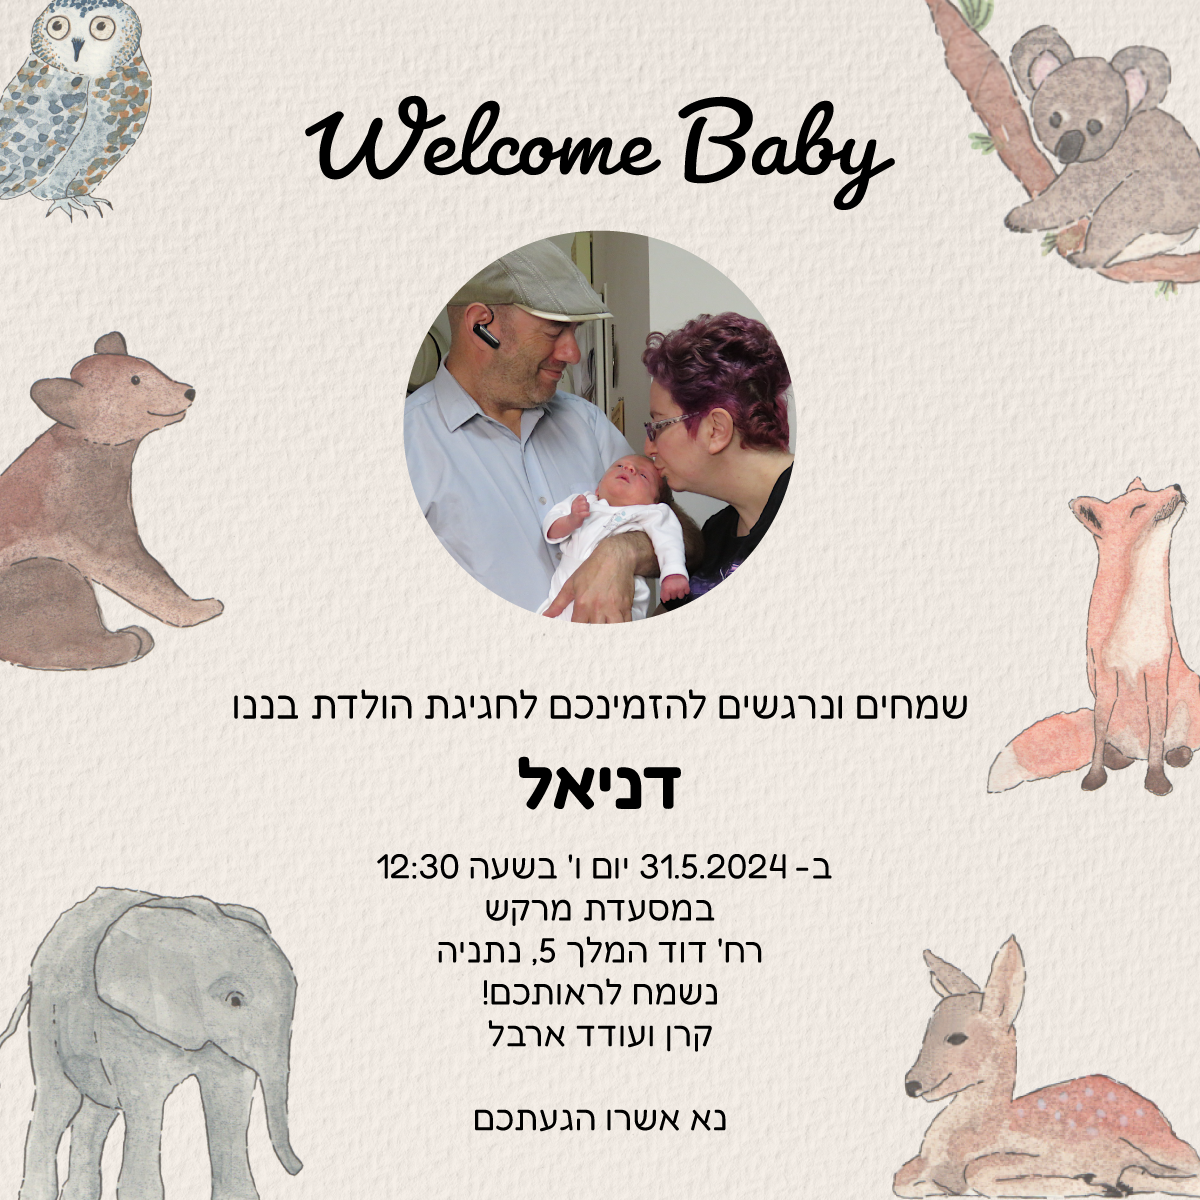 Welcome Baby
שמחים ונרגשים להזמינכם לחגיגת הולדת בננו
דניאל
ב- 31.5.2024 יום ו' בשעה 12:30
במסעדת מרקש
רח' דוד המלך 5, נתניה
נשמח לראותכם!
קרן ועודד ארבל
נא אשרו הגעתכם